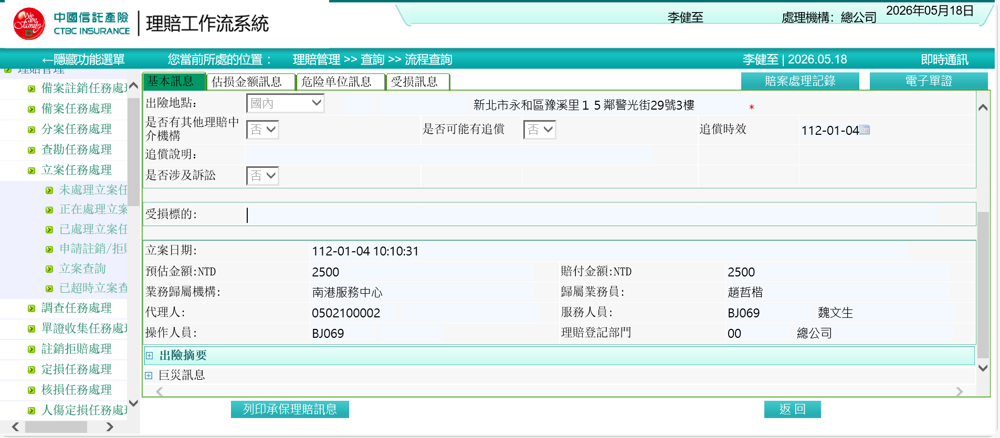 We are Family
中國信託產險
CTBC INSURANCE
理賠工作流系統
李健至 處理機構：總公司 2026年05月18日
←隱藏功能選單 您當前所處的位置： 理賠管理 >> 查詢 >> 流程查詢 李健至 | 2026.05.18 即時通訊
理賠管理
備案註銷任務處理
備案任務處理
分案任務處理
查勘任務處理
立案任務處理
未處理立案任
正在處理立案
已處理立案任
申請註銷/拒賠
立案查詢
已超時立案查
調查任務處理
單證收集任務處理
註銷拒賠處理
定損任務處理
核損任務處理
人傷定損任務處理
基本訊息 估損金額訊息 危險單位訊息 受損訊息 賠案處理記錄 電子單證
出險地點： 國內 新北市永和區豫溪里１５鄰警光街29號3樓 *
是否有其他理賠中介機構 否 是否可能有追償 否 追償時效 112-01-04
追償說明：
是否涉及訴訟 否
受損標的:
立案日期: 112-01-04 10:10:31
預估金額:NTD 2500 賠付金額:NTD 2500
業務歸屬機構: 南港服務中心 歸屬業務員: 趙哲楷
代理人: 0502100002 服務人員: BJ069 魏文生
操作人員: BJ069 理賠登記部門 00 總公司
出險摘要
巨災訊息
列印承保理賠訊息 返 回